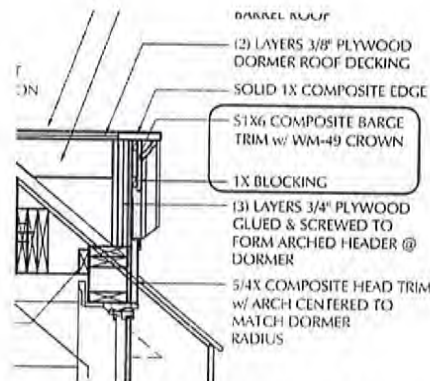 BARREL ROOF
(2) LAYERS 3/8" PLYWOOD
DORMER ROOF DECKING
SOLID 1X COMPOSITE EDGE
S1X6 COMPOSITE BARGE
TRIM w/ WM-49 CROWN
1X BLOCKING
(3) LAYERS 3/4" PLYWOOD
GLUED & SCREWED TO
FORM ARCHED HEADER @
DORMER
5/4X COMPOSITE HEAD TRIM
w/ ARCH CENTERED TO
MATCH DORMER
RADIUS